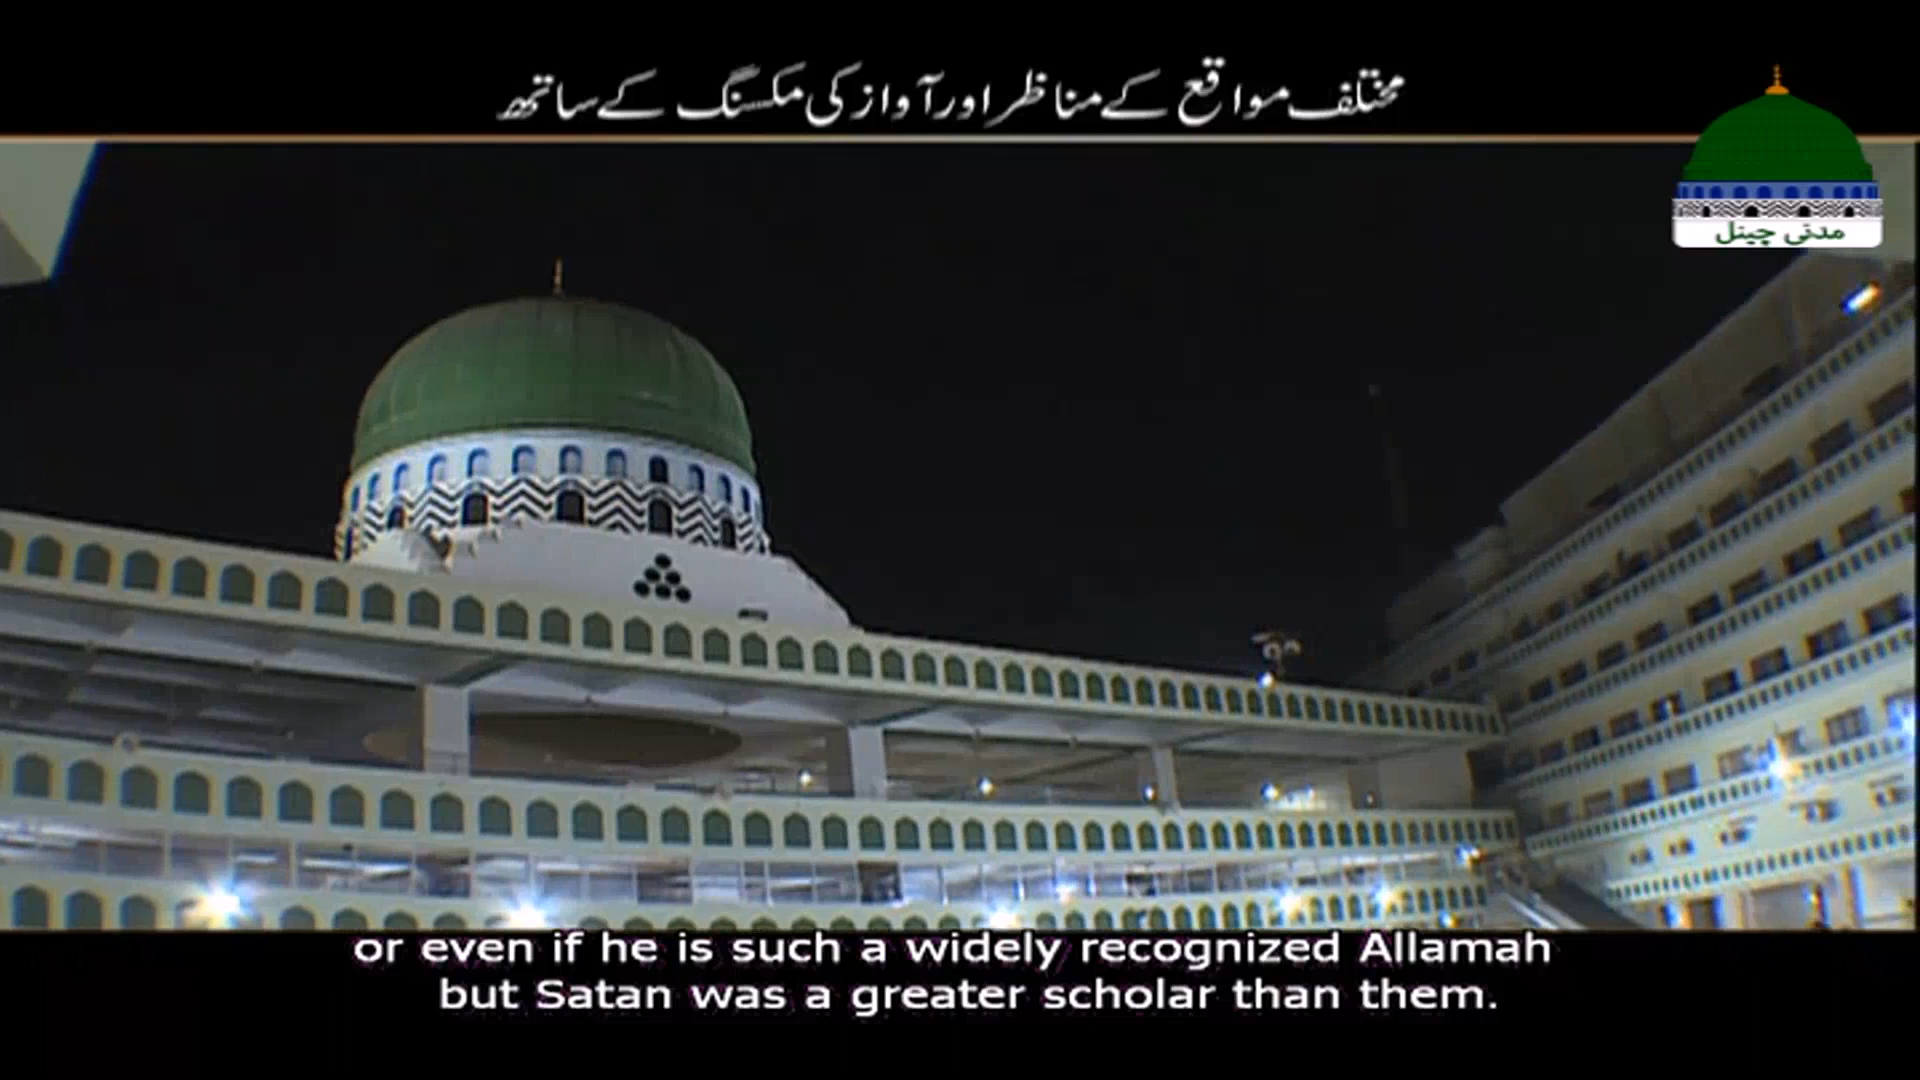 مختلف مواقع کے مناظر اور آواز کی مکسنگ کے ساتھ
مدنی چینل
or even if he is such a widely recognized Allamah
but Satan was a greater scholar than them.